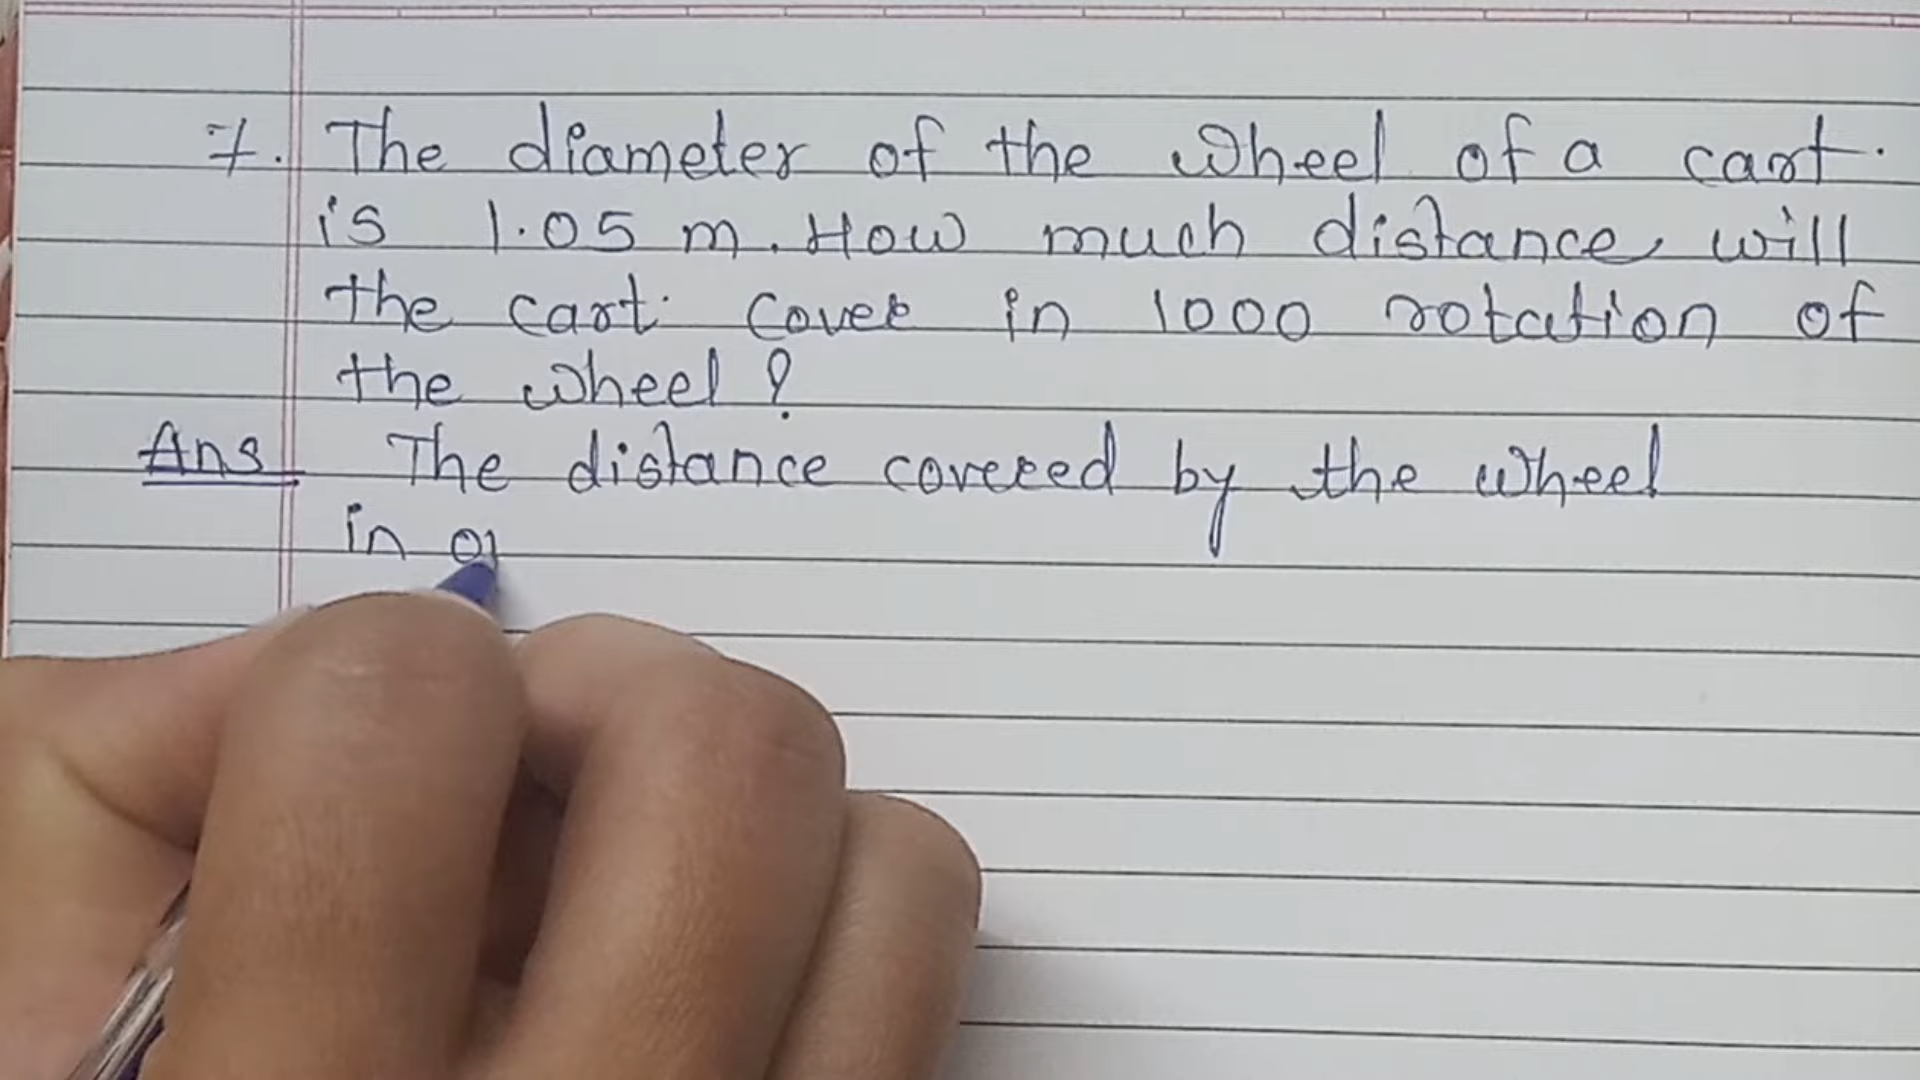 7. The diameter of the wheel of a cart
is 1.05 m. How much distance will
the cart cover in 1000 rotation of
the wheel?
Ans The distance covered by the wheel
in